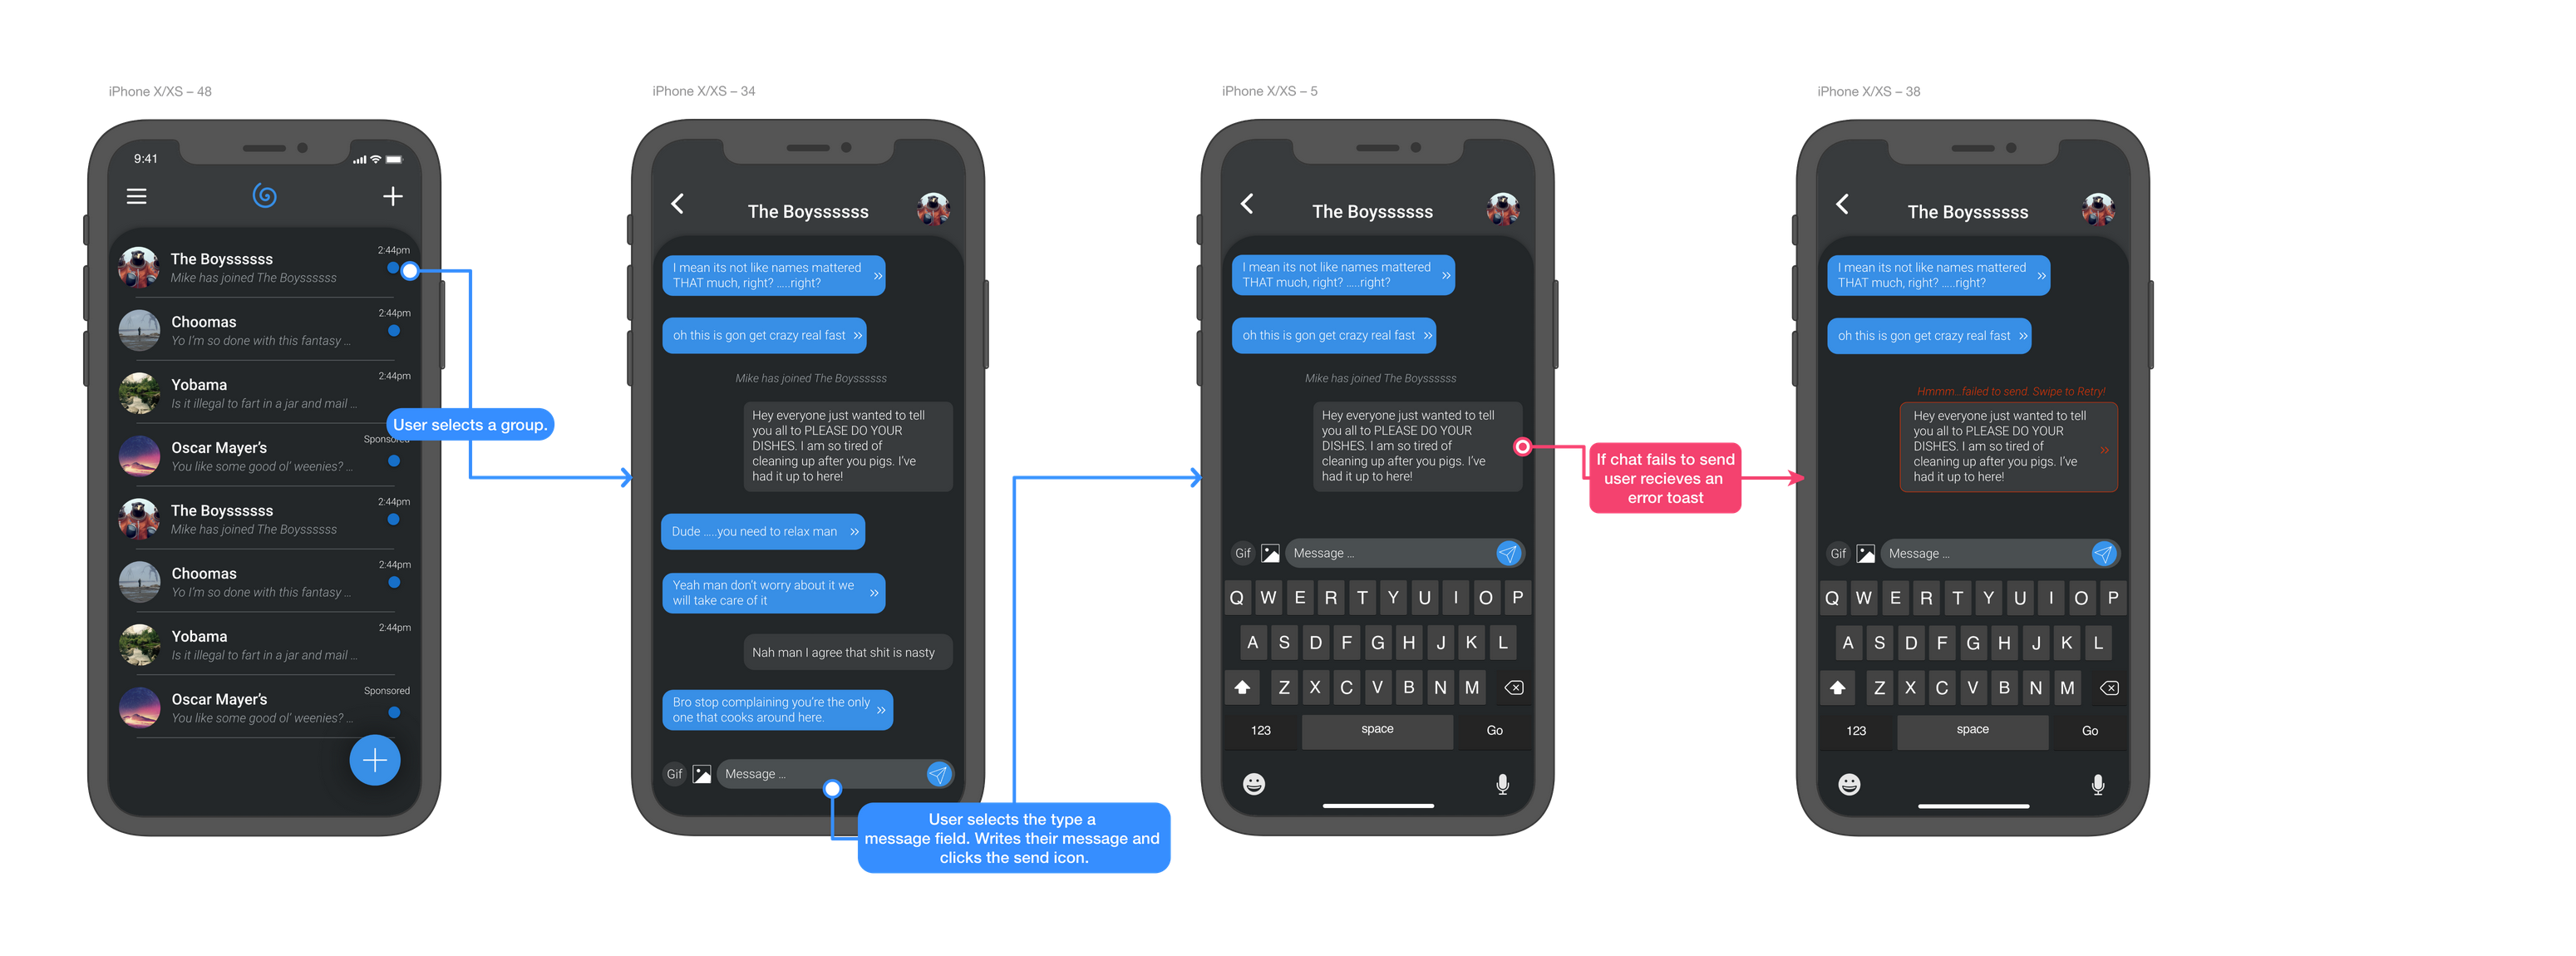 iPhone X/XS – 48
9:41
The Boyssssss
2:44pm
Mike has joined The Boyssssss
Choomas
2:44pm
Yo I'm so done with this fantasy ...
Yobama
2:44pm
Is it illegal to fart in a jar and mail ...
Oscar Mayer's
Sponsored
You like some good ol' weenies? ...
The Boyssssss
2:44pm
Mike has joined The Boyssssss
Choomas
2:44pm
Yo I'm so done with this fantasy ...
Yobama
2:44pm
Is it illegal to fart in a jar and mail ...
Oscar Mayer's
Sponsored
You like some good ol' weenies? ...
User selects a group.
iPhone X/XS – 34
The Boyssssss
I mean its not like names mattered
THAT much, right? .....right?
oh this is gon get crazy real fast
Mike has joined The Boyssssss
Hey everyone just wanted to tell
you all to PLEASE DO YOUR
DISHES. I am so tired of
cleaning up after you pigs. I've
had it up to here!
Dude .....you need to relax man
Yeah man don't worry about it we
will take care of it
Nah man I agree that shit is nasty
Bro stop complaining you're the only
one that cooks around here.
Gif
Message ...
User selects the type a
message field. Writes their message and
clicks the send icon.
iPhone X/XS – 5
The Boyssssss
I mean its not like names mattered
THAT much, right? .....right?
oh this is gon get crazy real fast
Mike has joined The Boyssssss
Hey everyone just wanted to tell
you all to PLEASE DO YOUR
DISHES. I am so tired of
cleaning up after you pigs. I've
had it up to here!
Gif
Message ...
Q W E R T Y U I O P
A S D F G H J K L
Z X C V B N M
123 space Go
If chat fails to send
user recieves an
error toast
iPhone X/XS – 38
The Boyssssss
I mean its not like names mattered
THAT much, right? .....right?
oh this is gon get crazy real fast
Hmmm...failed to send. Swipe to Retry!
Hey everyone just wanted to tell
you all to PLEASE DO YOUR
DISHES. I am so tired of
cleaning up after you pigs. I've
had it up to here!
Gif
Message ...
Q W E R T Y U I O P
A S D F G H J K L
Z X C V B N M
123 space Go